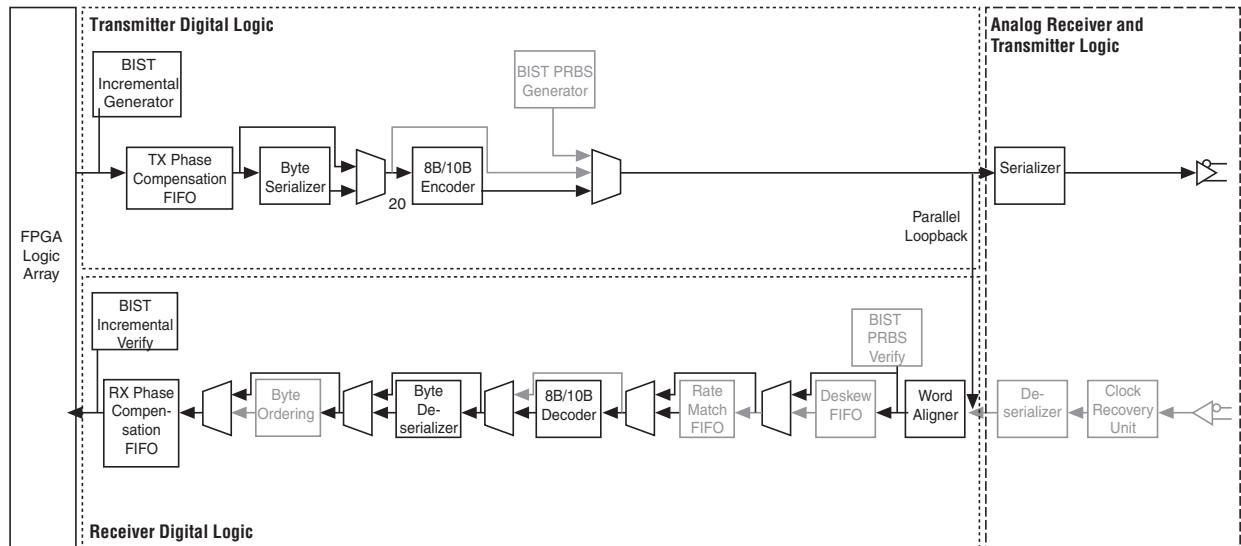 Transmitter Digital Logic
Analog Receiver and
Transmitter Logic
BIST
Incremental
Generator
BIST PRBS
Generator
TX Phase
Compensation
FIFO
Byte
Serializer
20
8B/10B
Encoder
Serializer
Parallel
Loopback
FPGA
Logic
Array
BIST
Incremental
Verify
BIST
PRBS
Verify
RX Phase
Compen-
sation
FIFO
Byte
Ordering
Byte
De-
serializer
8B/10B
Decoder
Rate
Match
FIFO
Deskew
FIFO
Word
Aligner
De-
serializer
Clock
Recovery
Unit
Receiver Digital Logic